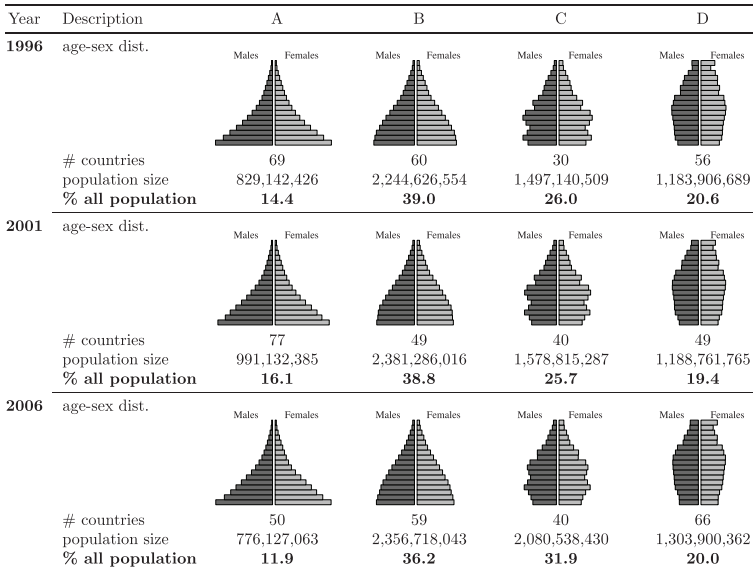 Year Description A B C D
1996 age-sex dist.
Males Females Males Females Males Females Males Females
# countries 69 60 30 56
population size 829,142,426 2,244,626,554 1,497,140,509 1,183,906,689
% all population 14.4 39.0 26.0 20.6
2001 age-sex dist.
Males Females Males Females Males Females Males Females
# countries 77 49 40 49
population size 991,132,385 2,381,286,016 1,578,815,287 1,188,761,765
% all population 16.1 38.8 25.7 19.4
2006 age-sex dist.
Males Females Males Females Males Females Males Females
# countries 50 59 40 66
population size 776,127,063 2,356,718,043 2,080,538,430 1,303,900,362
% all population 11.9 36.2 31.9 20.0